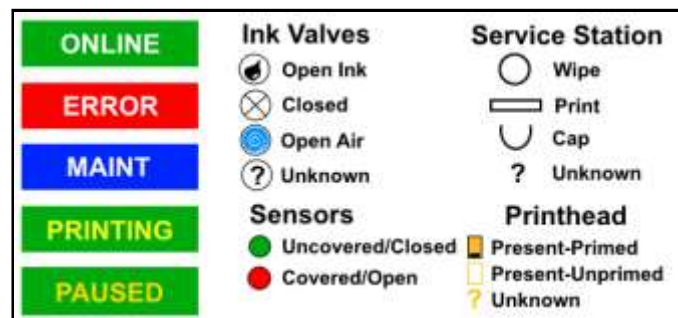 ONLINE
ERROR
MAINT
PRINTING
PAUSED
Ink Valves
Open Ink
Closed
Open Air
? Unknown
Sensors
Uncovered/Closed
Covered/Open
Service Station
Wipe
Print
Cap
? Unknown
Printhead
Present-Primed
Present-Unprimed
? Unknown